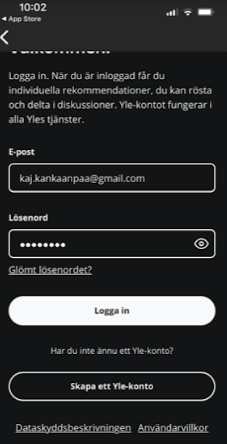 10:02
◀ App Store
Välkommen!
Logga in. När du är inloggad får du
individuella rekommendationer, du kan rösta
och delta i diskussioner. Yle-kontot fungerar i
alla Yles tjänster.
E-post
kaj.kankaanpaa@gmail.com
Lösenord
••••••••
Glömt lösenordet?
Logga in
Har du inte ännu ett Yle-konto?
Skapa ett Yle-konto
Dataskyddsbeskrivningen Användarvillkor